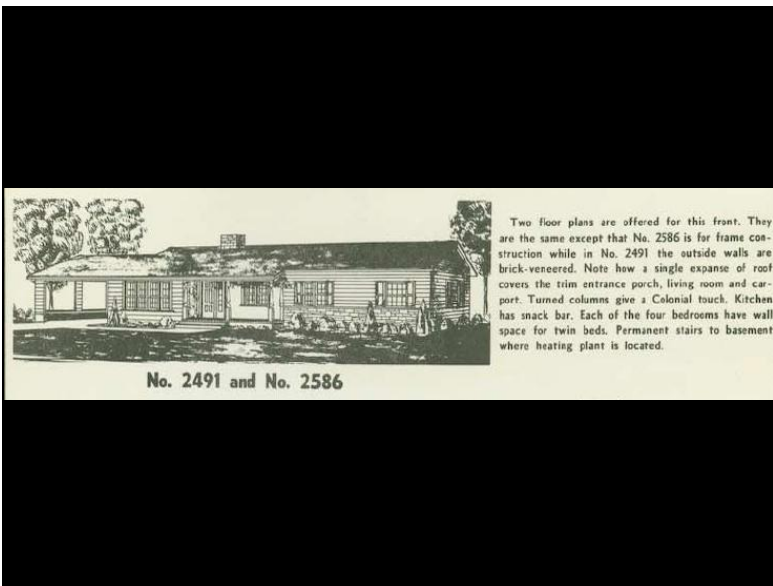 Two floor plans are offered for this front. They
are the same except that No. 2586 is for frame con-
struction while in No. 2491 the outside walls are
brick-veneered. Note how a single expanse of roof
covers the trim entrance porch, living room and car-
port. Turned columns give a Colonial touch. Kitchen
has snack bar. Each of the four bedrooms have wall
space for twin beds. Permanent stairs to basement
where heating plant is located.
No. 2491 and No. 2586